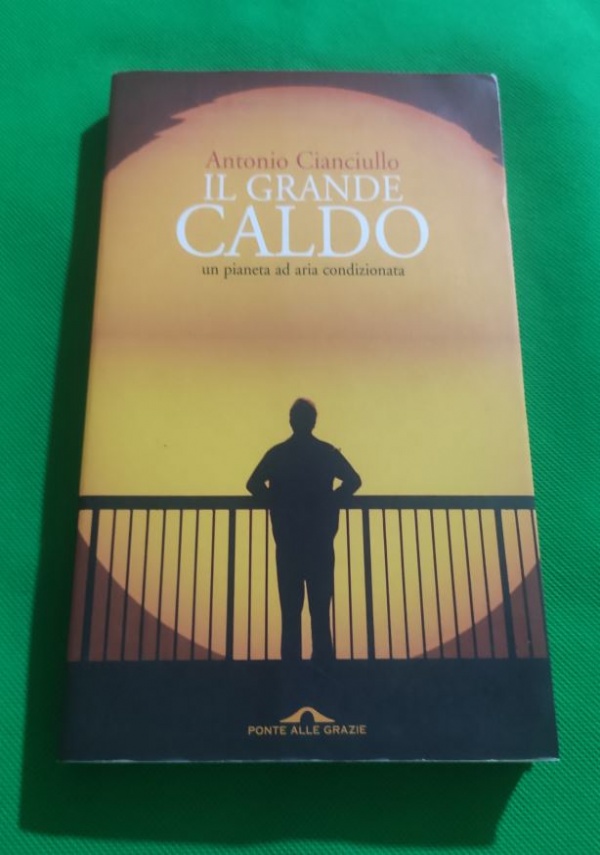 Antonio Cianciullo
IL GRANDE
CALDO
un pianeta ad aria condizionata
PONTE ALLE GRAZIE